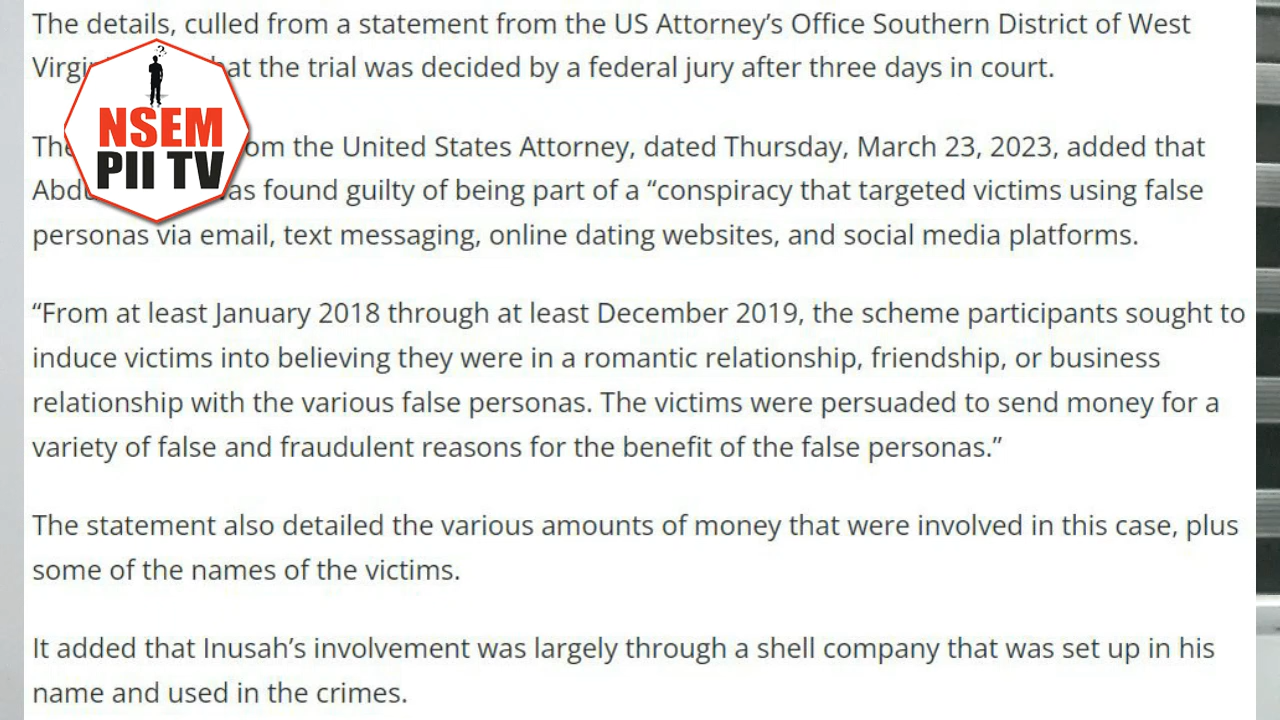 The details, culled from a statement from the US Attorney’s Office Southern District of West
at the trial was decided by a federal jury after three days in court.
the United States Attorney, dated Thursday, March 23, 2023, added that
found guilty of being part of a “conspiracy that targeted victims using false
personas via email, text messaging, online dating websites, and social media platforms.
“From at least January 2018 through at least December 2019, the scheme participants sought to
induce victims into believing they were in a romantic relationship, friendship, or business
relationship with the various false personas. The victims were persuaded to send money for a
variety of false and fraudulent reasons for the benefit of the false personas.”
The statement also detailed the various amounts of money that were involved in this case, plus
some of the names of the victims.
It added that Inusah’s involvement was largely through a shell company that was set up in his
name and used in the crimes.
NSEM
PII TV